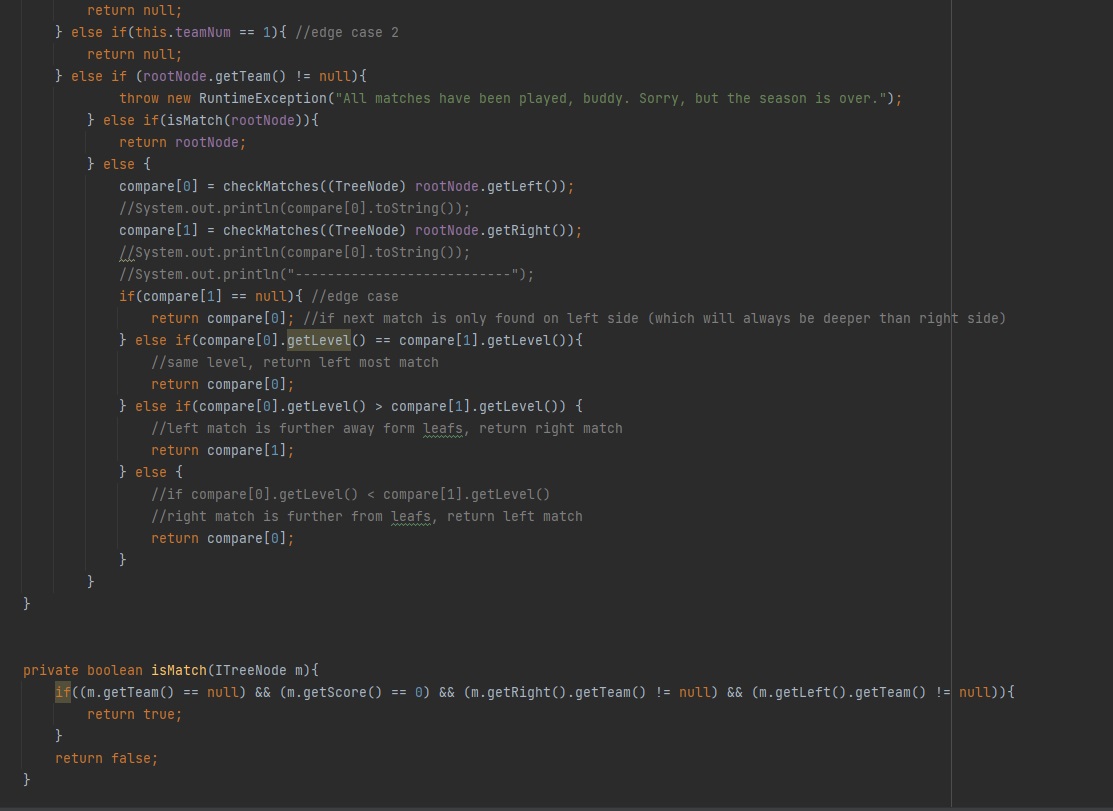 return null;
} else if(this.teamNum == 1){ //edge case 2
return null;
} else if (rootNode.getTeam() != null){
throw new RuntimeException("All matches have been played, buddy. Sorry, but the season is over.");
} else if(isMatch(rootNode)){
return rootNode;
} else {
compare[0] = checkMatches((TreeNode) rootNode.getLeft());
//System.out.println(compare[0].toString());
compare[1] = checkMatches((TreeNode) rootNode.getRight());
//System.out.println(compare[0].toString());
//System.out.println("---------------------------");
if(compare[1] == null){ //edge case
return compare[0]; //if next match is only found on left side (which will always be deeper than right side)
} else if(compare[0].getLevel() == compare[1].getLevel()){
//same level, return left most match
return compare[0];
} else if(compare[0].getLevel() > compare[1].getLevel()) {
//left match is further away form leafs, return right match
return compare[1];
} else {
//if compare[0].getLevel() < compare[1].getLevel()
//right match is further from leafs, return left match
return compare[0];
}
}
}
private boolean isMatch(ITreeNode m){
if((m.getTeam() == null) && (m.getScore() == 0) && (m.getRight().getTeam() != null) && (m.getLeft().getTeam() != null)){
return true;
}
return false;
}